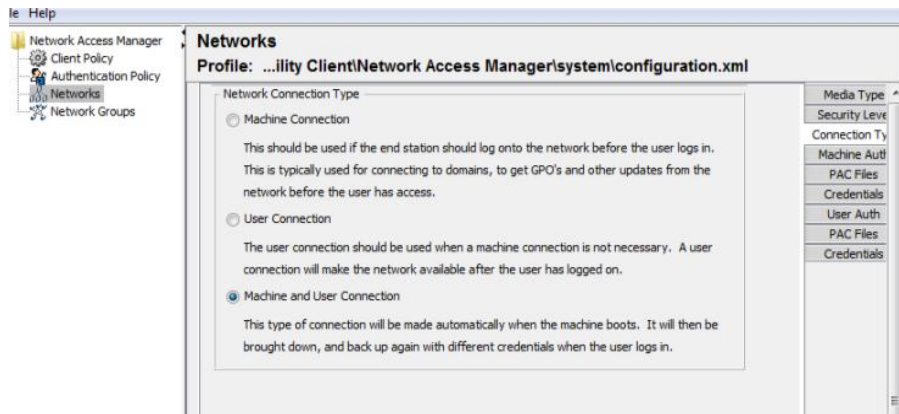 le Help
Network Access Manager
Client Policy
Authentication Policy
Networks
Network Groups
Networks
Profile: ...ility Client\Network Access Manager\system\configuration.xml
Network Connection Type
Machine Connection
This should be used if the end station should log onto the network before the user logs in.
This is typically used for connecting to domains, to get GPO's and other updates from the
network before the user has access.
User Connection
The user connection should be used when a machine connection is not necessary. A user
connection will make the network available after the user has logged on.
Machine and User Connection
This type of connection will be made automatically when the machine boots. It will then be
brought down, and back up again with different credentials when the user logs in.
Media Type
Security Leve
Connection Ty
Machine Auth
PAC Files
Credentials
User Auth
PAC Files
Credentials